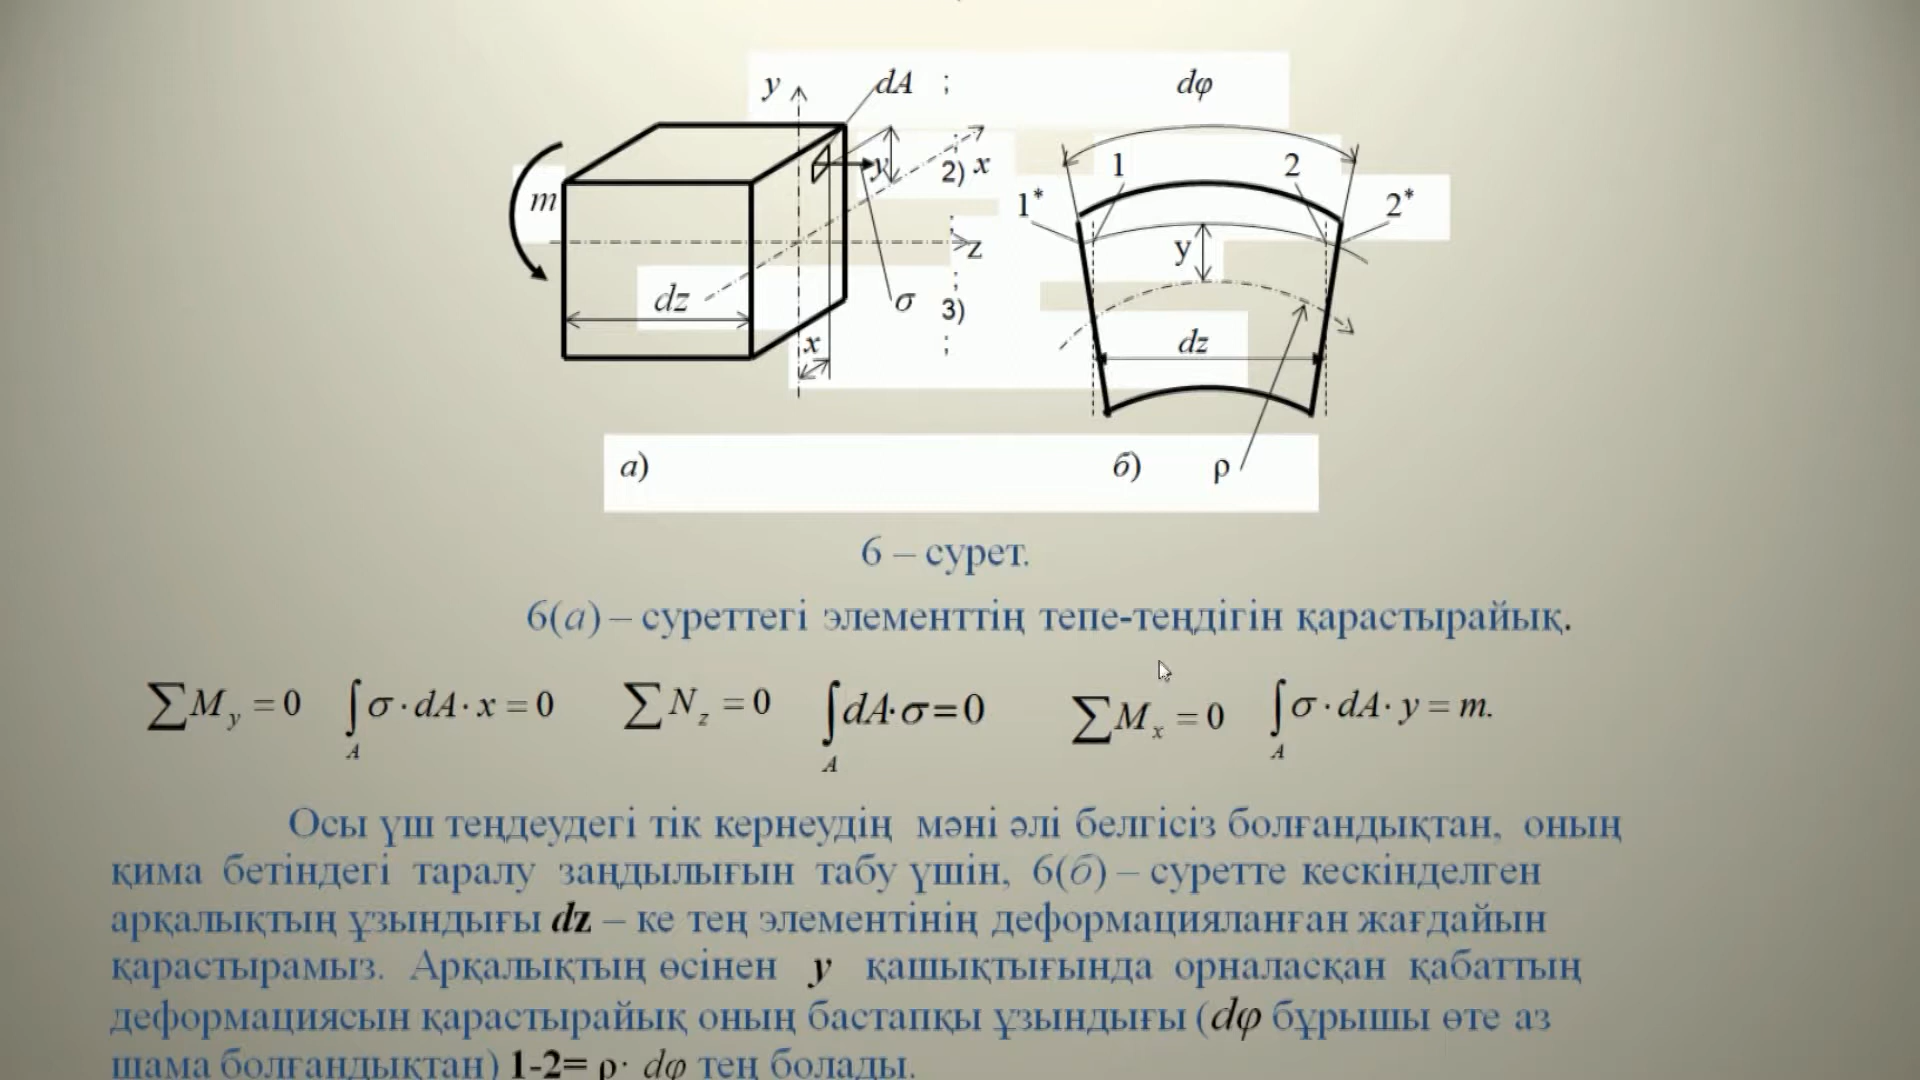 y dA ; dφ
;
y 2) x 1 2
m 1* 2*
; z y
dz ;
σ 3)
x ; dz
а) б) ρ
6 – сурет.
6(а) – суреттегі элементтің тепе-теңдігін қарастырайық.
∑M_y = 0 ∫_A σ · dA · x = 0 ∑N_z = 0 ∫_A dA·σ=0 ∑M_x = 0 ∫_A σ · dA · y = m.
Осы үш теңдеудегі тік кернеудің мәні әлі белгісіз болғандықтан, оның
қима бетіндегі таралу заңдылығын табу үшін, 6(б) – суретте кескінделген
арқалықтың ұзындығы dz – ке тең элементінің деформацияланған жағдайын
қарастырамыз. Арқалықтың өсінен y қашықтығында орналасқан қабаттың
деформациясын қарастырайық оның бастапқы ұзындығы (dφ бұрышы өте аз
шама болғандықтан) 1-2= ρ· dφ тең болады.